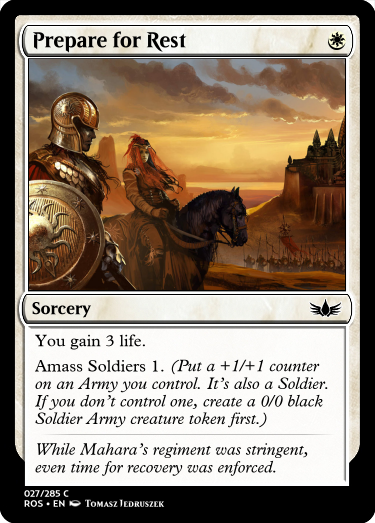 Prepare for Rest
Sorcery
You gain 3 life.
Amass Soldiers 1. (Put a +1/+1 counter
on an Army you control. It's also a Soldier.
If you don't control one, create a 0/0 black
Soldier Army creature token first.)
While Mahara's regiment was stringent,
even time for recovery was enforced.
027/285 C
ROS • EN Tomasz Jedruszek